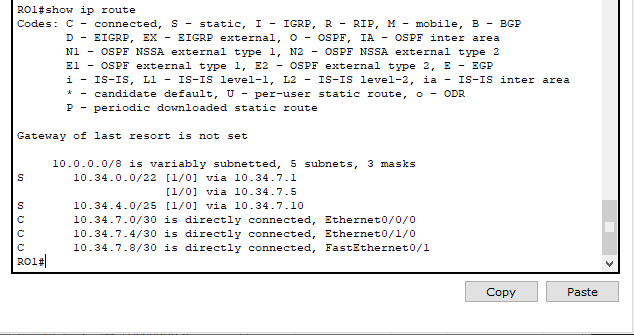 RO1#show ip route
Codes: C - connected, S - static, I - IGRP, R - RIP, M - mobile, B - BGP
D - EIGRP, EX - EIGRP external, O - OSPF, IA - OSPF inter area
N1 - OSPF NSSA external type 1, N2 - OSPF NSSA external type 2
E1 - OSPF external type 1, E2 - OSPF external type 2, E - EGP
i - IS-IS, L1 - IS-IS level-1, L2 - IS-IS level-2, ia - IS-IS inter area
* - candidate default, U - per-user static route, o - ODR
P - periodic downloaded static route
Gateway of last resort is not set
10.0.0.0/8 is variably subnetted, 5 subnets, 3 masks
S 10.34.0.0/22 [1/0] via 10.34.7.1
[1/0] via 10.34.7.5
S 10.34.4.0/25 [1/0] via 10.34.7.10
C 10.34.7.0/30 is directly connected, Ethernet0/0/0
C 10.34.7.4/30 is directly connected, Ethernet0/1/0
C 10.34.7.8/30 is directly connected, FastEthernet0/1
RO1#
Copy Paste